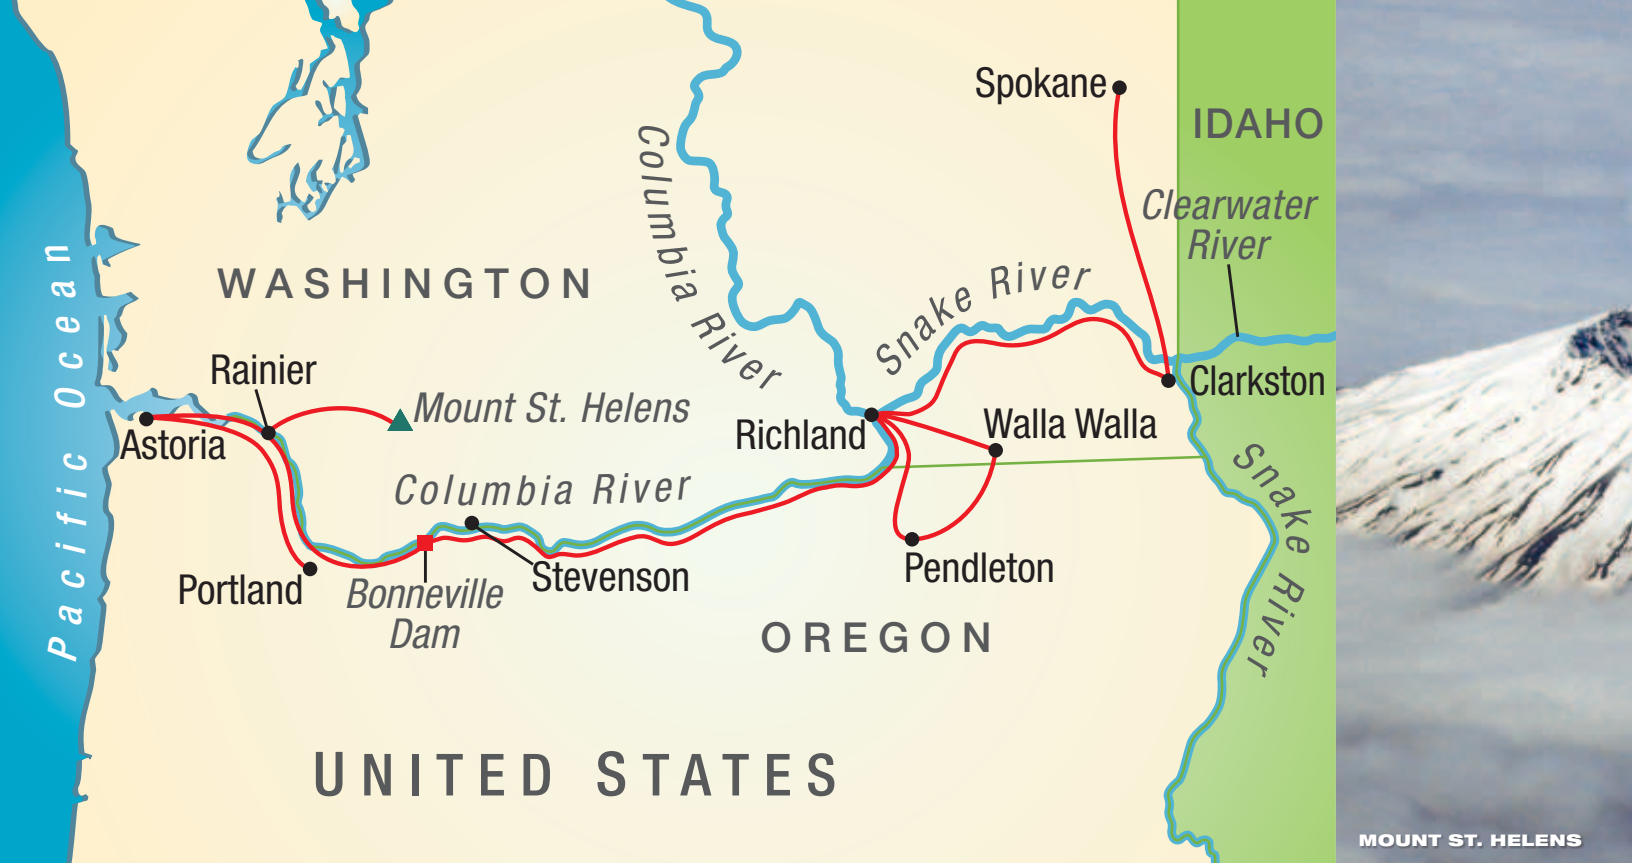 Spokane
IDAHO
Columbia River
Clearwater
River
Pacific Ocean
WASHINGTON
Snake River
Rainier
Mount St. Helens
Clarkston
Astoria
Richland
Walla Walla
Columbia River
Snake River
Portland
Bonneville
Dam
Stevenson
Pendleton
OREGON
UNITED STATES
MOUNT ST. HELENS